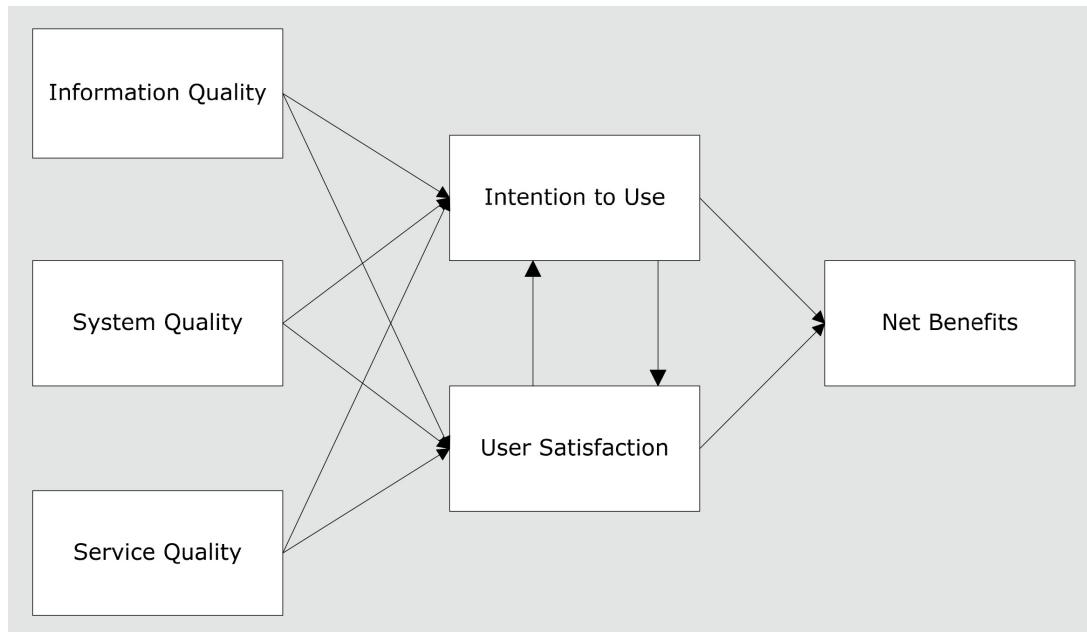 Information Quality
Intention to Use
System Quality
Net Benefits
User Satisfaction
Service Quality